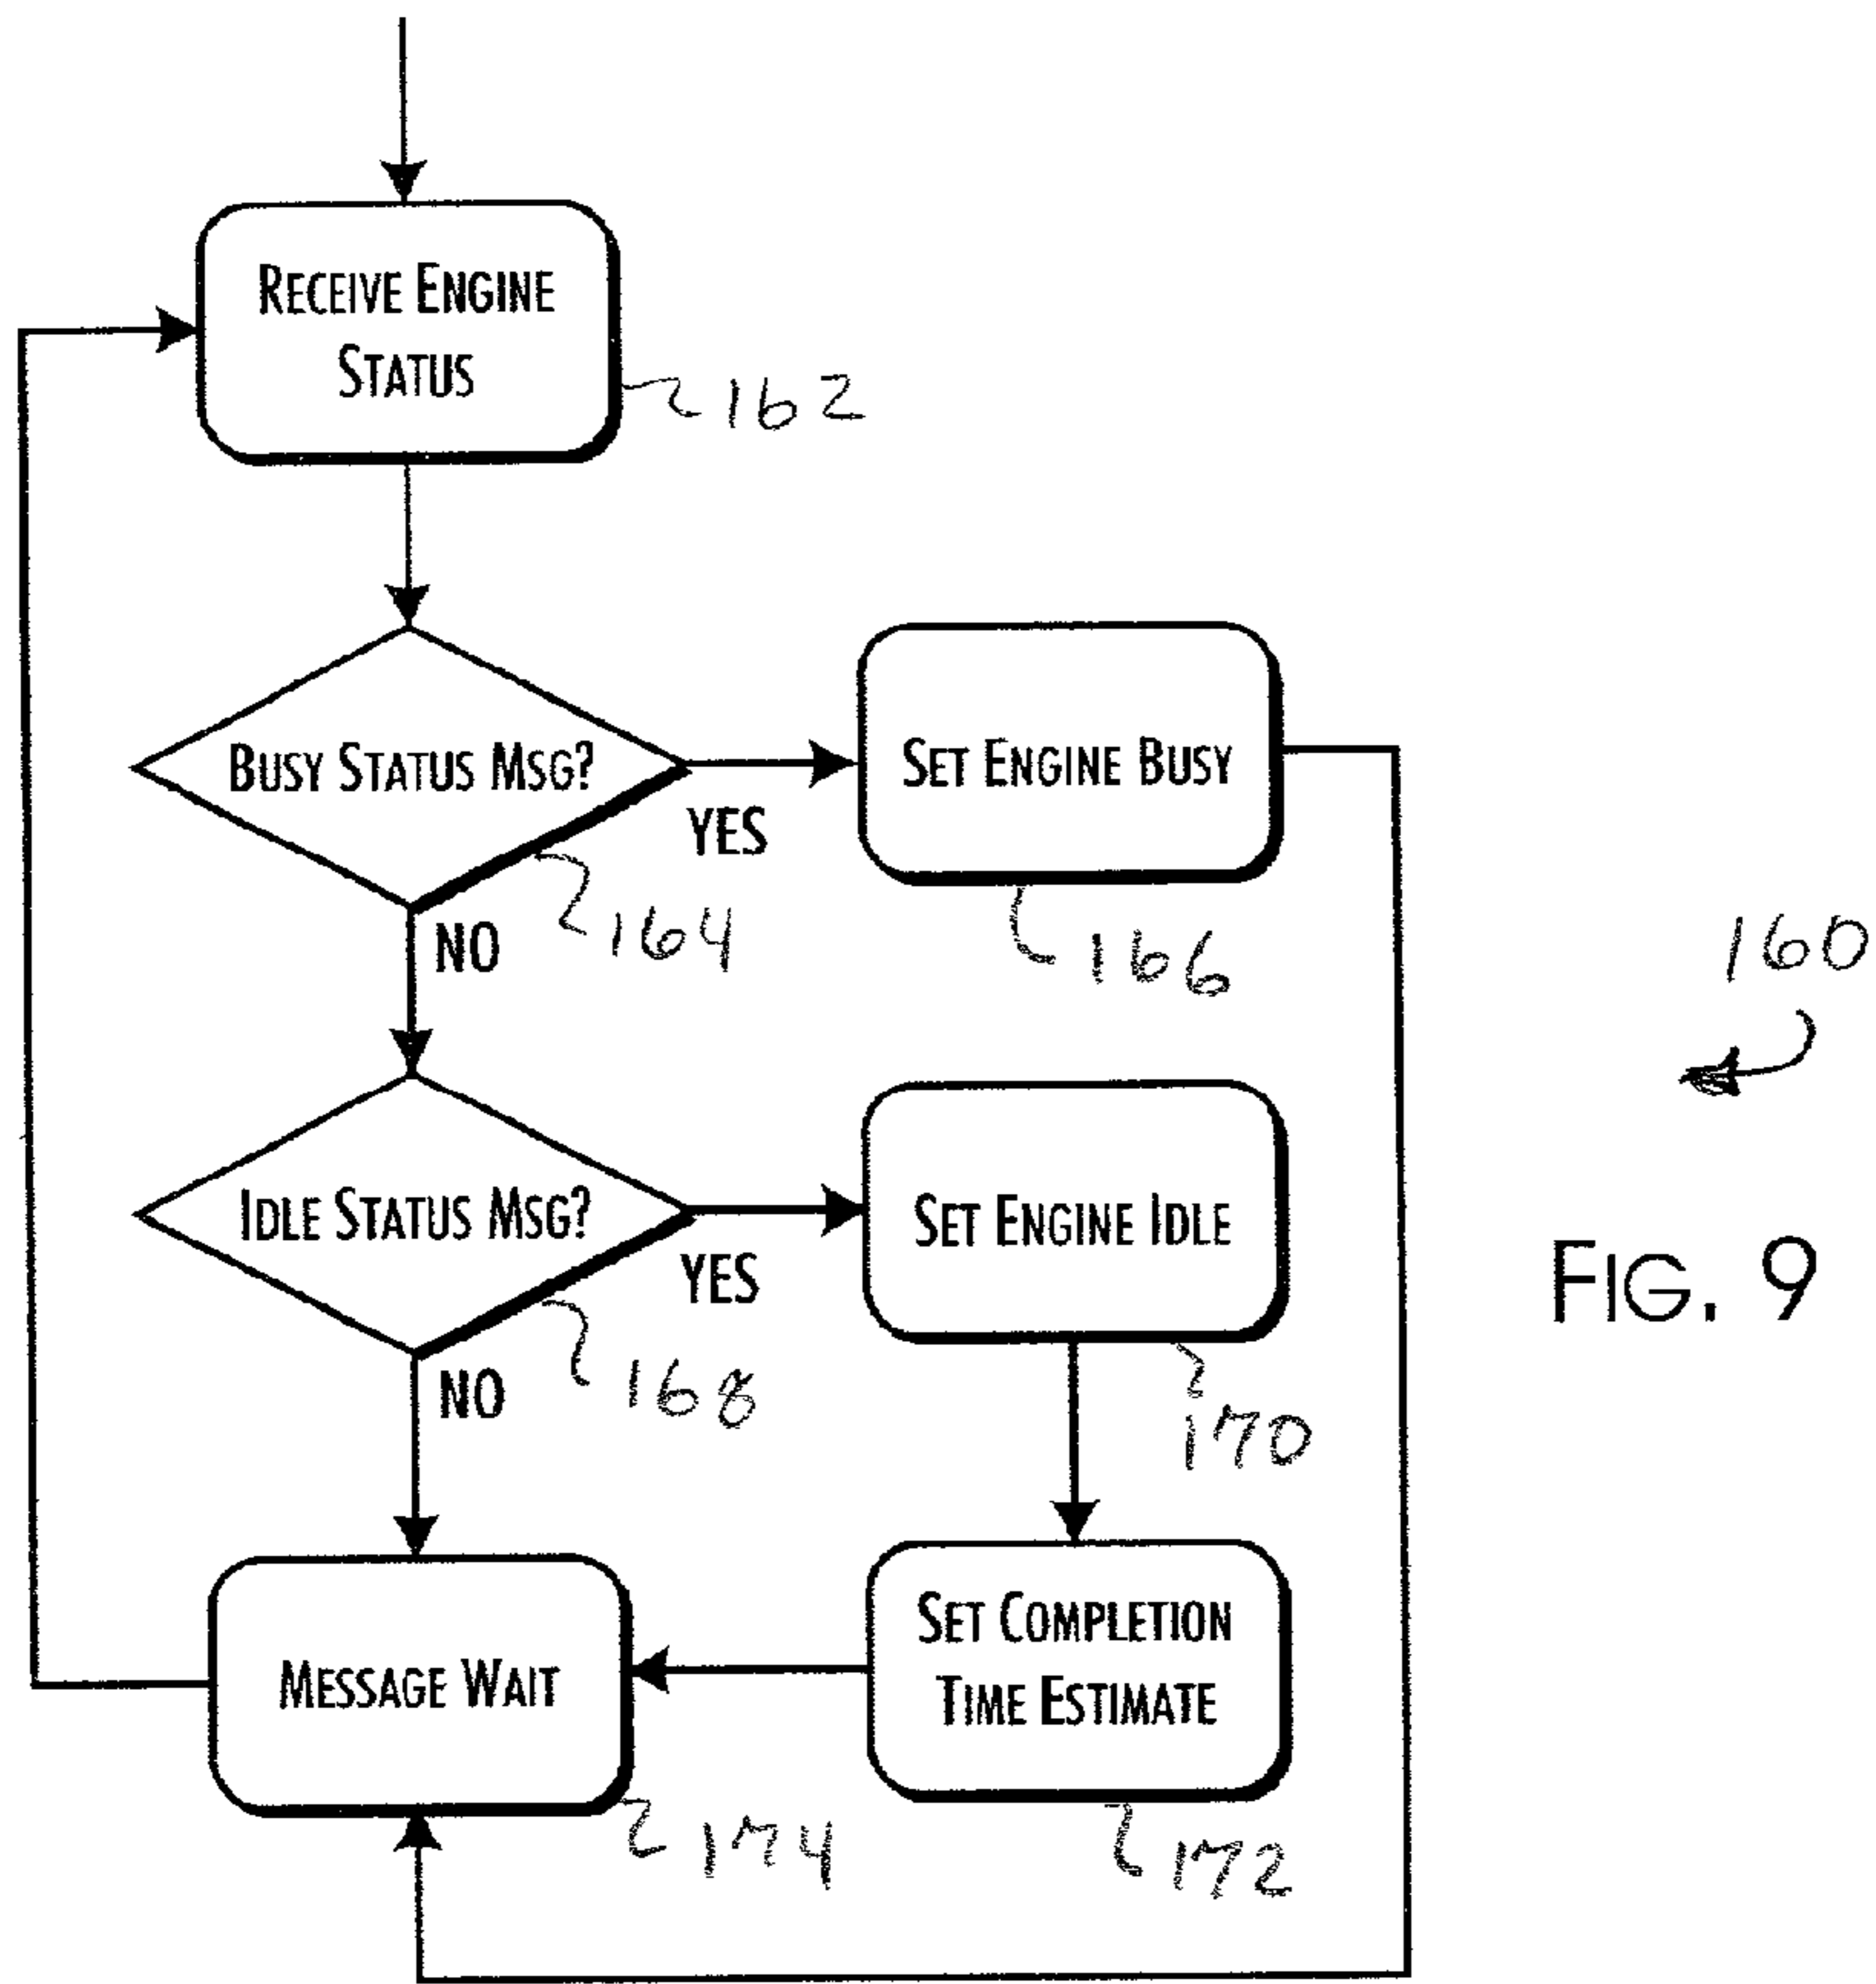 RECEIVE ENGINE
STATUS
162
BUSY STATUS MSG?
YES
SET ENGINE BUSY
NO
164
166
160
IDLE STATUS MSG?
YES
SET ENGINE IDLE
FIG. 9
NO
168
170
SET COMPLETION
TIME ESTIMATE
MESSAGE WAIT
174
172